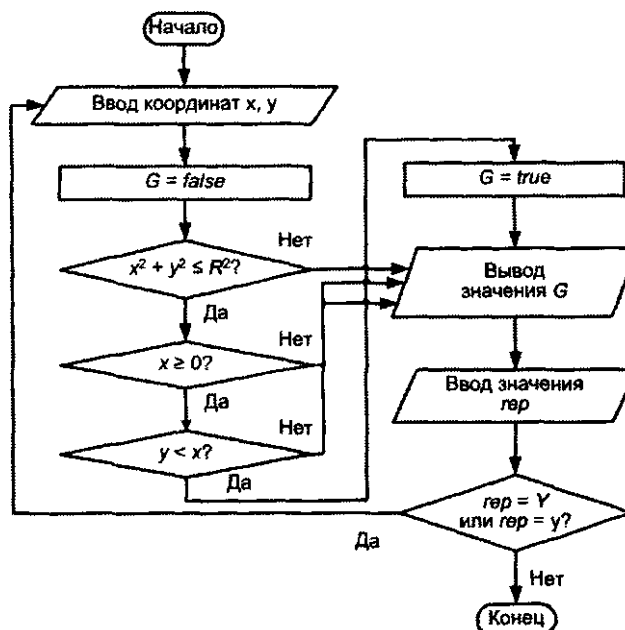 Начало
Ввод координат x, y
G = false
G = true
Нет
x² + y² ≤ R²?
Вывод
значения G
Да
Нет
x ≥ 0?
Ввод значения
rep
Да
Нет
y < x?
Да
rep = Y
или rep = y?
Да
Нет
Конец